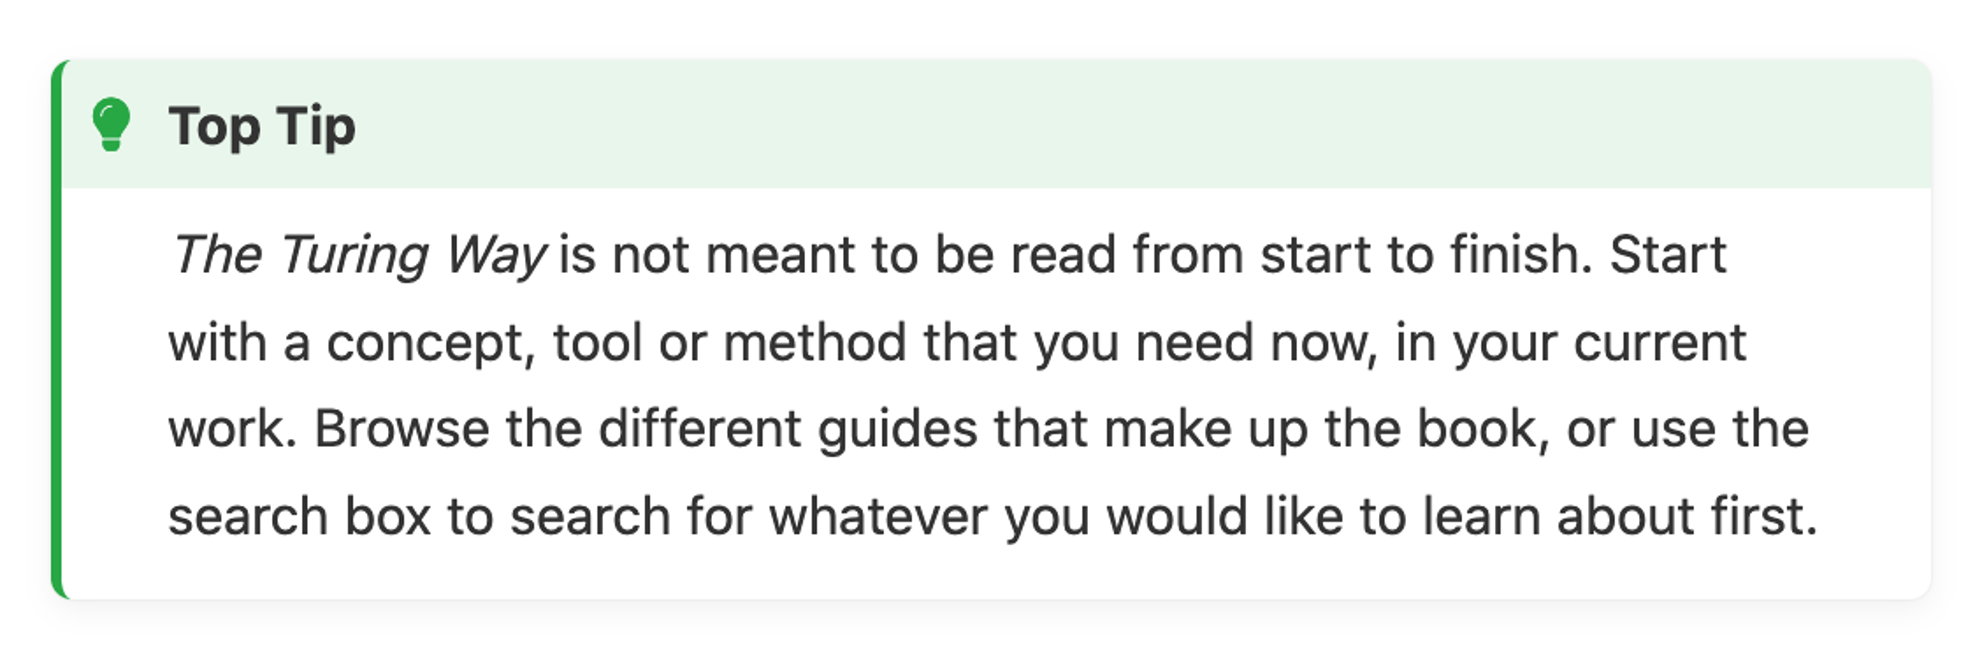 Top Tip
The Turing Way is not meant to be read from start to finish. Start
with a concept, tool or method that you need now, in your current
work. Browse the different guides that make up the book, or use the
search box to search for whatever you would like to learn about first.